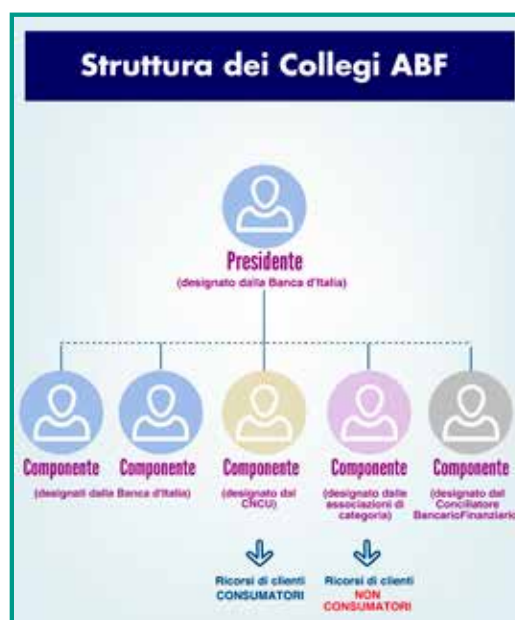 Struttura dei Collegi ABF
Presidente
(designato dalla Banca d'Italia)
Componente Componente Componente Componente Componente
(designati dalla Banca d'Italia)
(designato dal
CNCU)
(designato dalle
associazioni di
categoria)
(designato dal
Conciliatore
BancarioFinanziario
Ricorsi di clienti
CONSUMATORI
Ricorsi di clienti
NON
CONSUMATORI